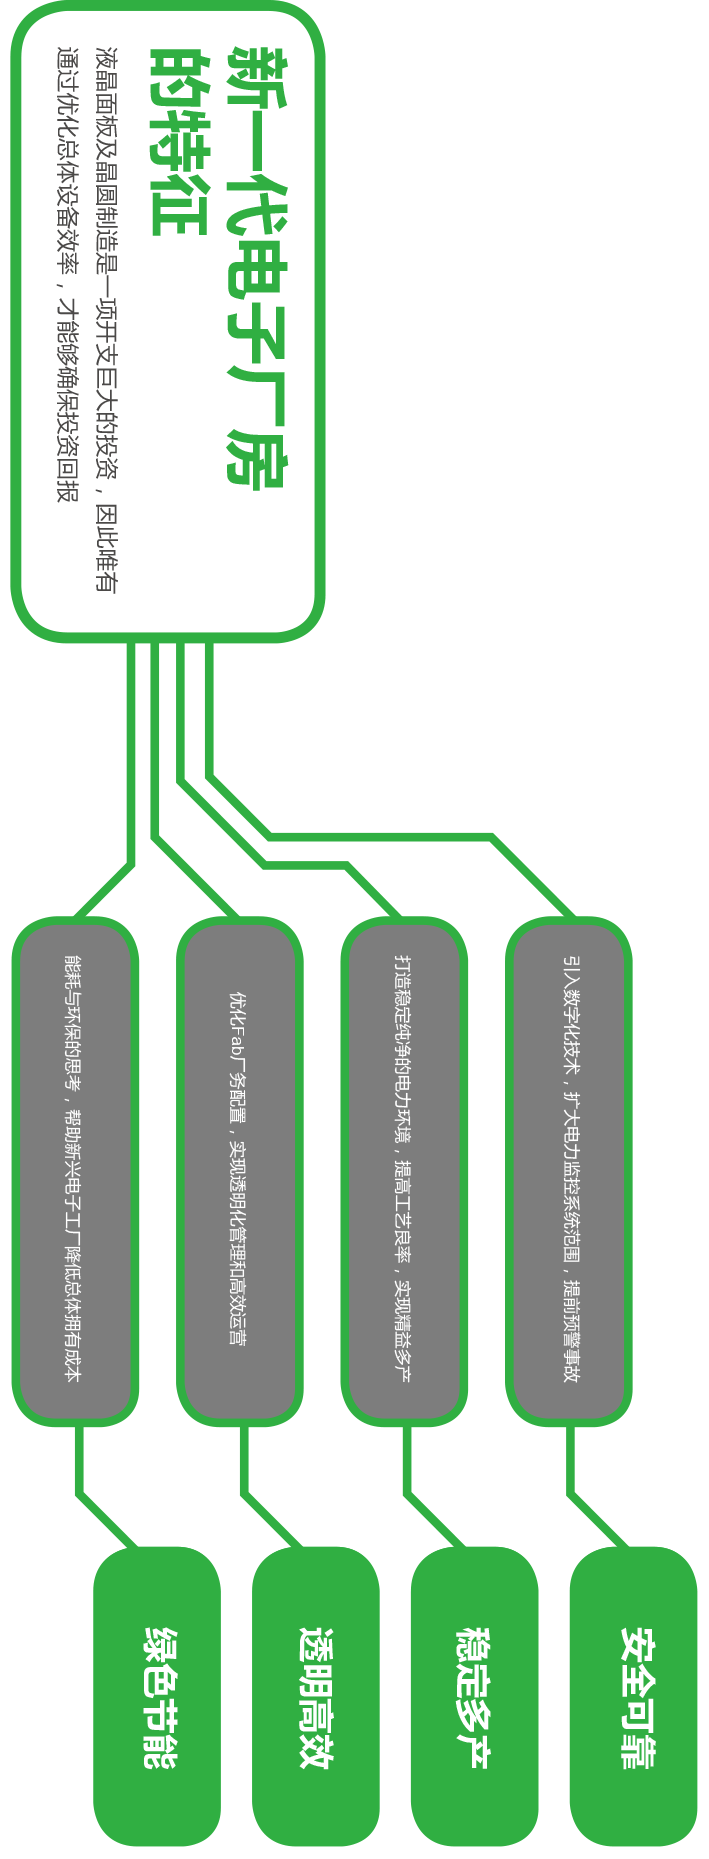 新一代电子厂房
的特征
液晶面板及晶圆制造是一项开支巨大的投资，因此唯有
通过优化总体设备效率，才能够确保投资回报
引入数字化技术，扩大电力监控系统范围，提前预警事故
安全可靠
打造稳定纯净的电力环境，提高工艺良率，实现精益多产
稳定多产
优化Fab厂务配置，实现透明化管理和高效运营
透明高效
能耗与环保的思考，帮助新兴电子工厂降低总体拥有成本
绿色节能